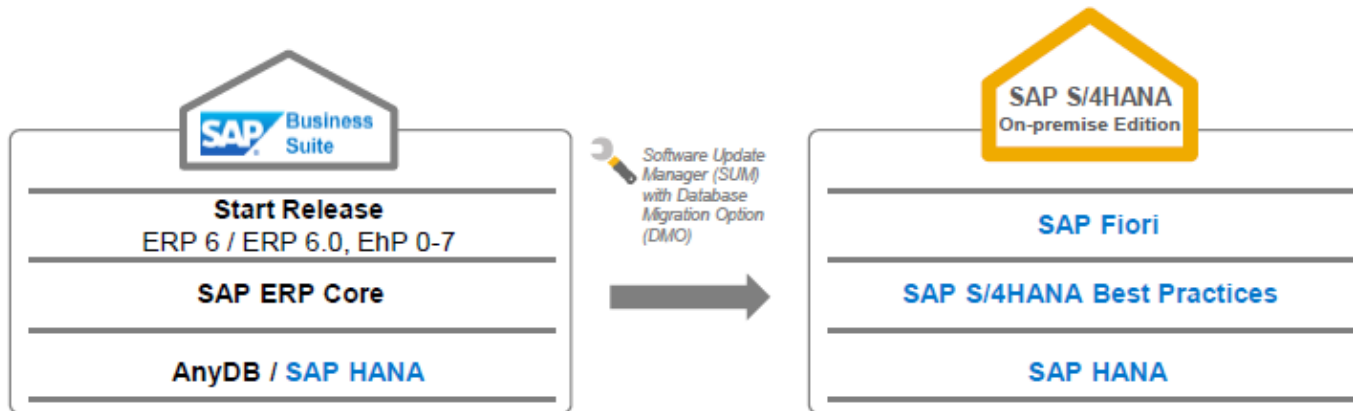 SAP Business
Suite
Start Release
ERP 6 / ERP 6.0, EhP 0-7
SAP ERP Core
AnyDB / SAP HANA
Software Update
Manager (SUM)
with Database
Migration Option
(DMO)
SAP S/4HANA
On-premise Edition
SAP Fiori
SAP S/4HANA Best Practices
SAP HANA